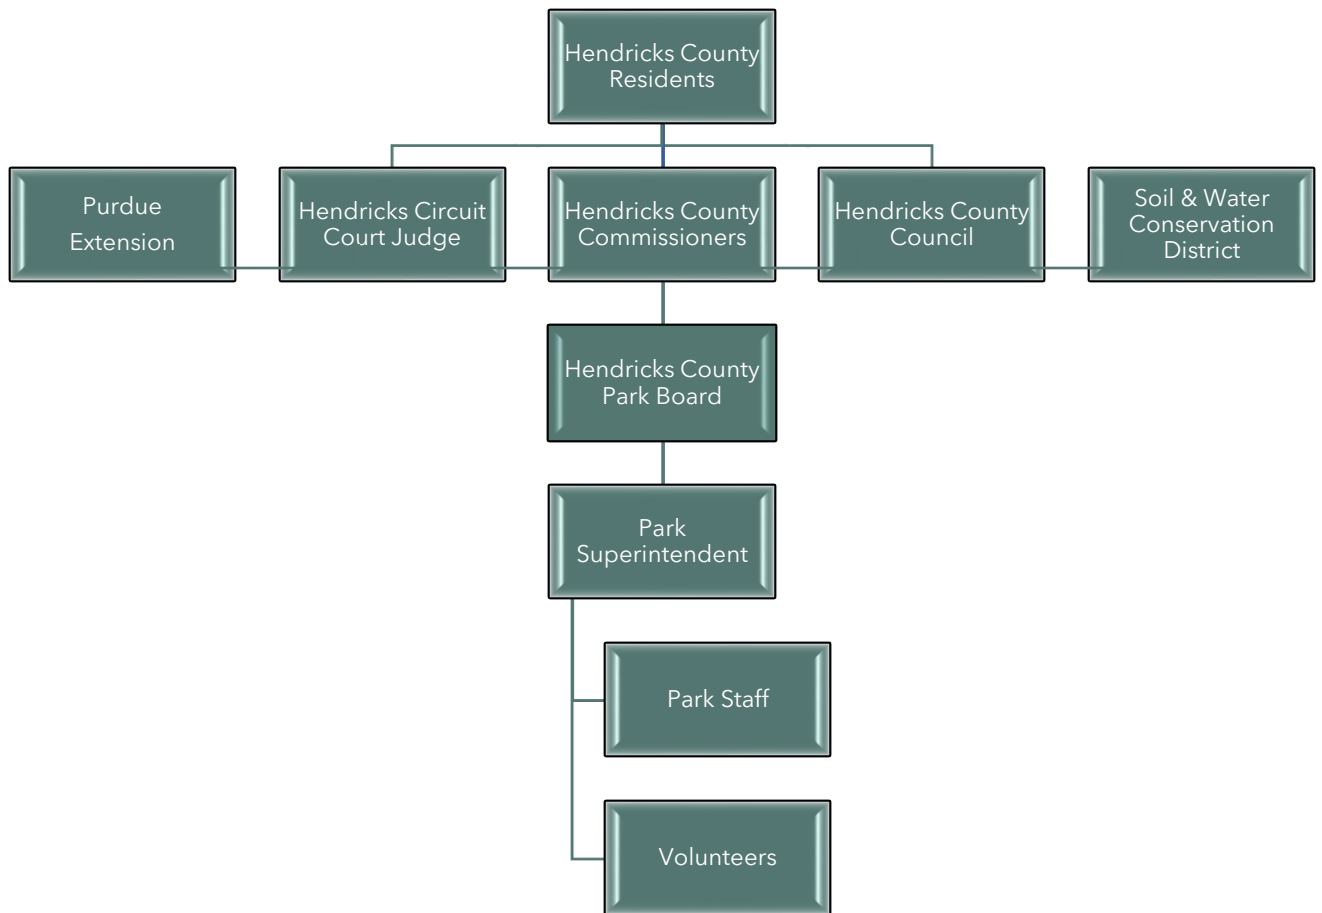 Hendricks County
Residents
Purdue
Extension
Hendricks Circuit
Court Judge
Hendricks County
Commissioners
Hendricks County
Council
Soil & Water
Conservation
District
Hendricks County
Park Board
Park
Superintendent
Park Staff
Volunteers